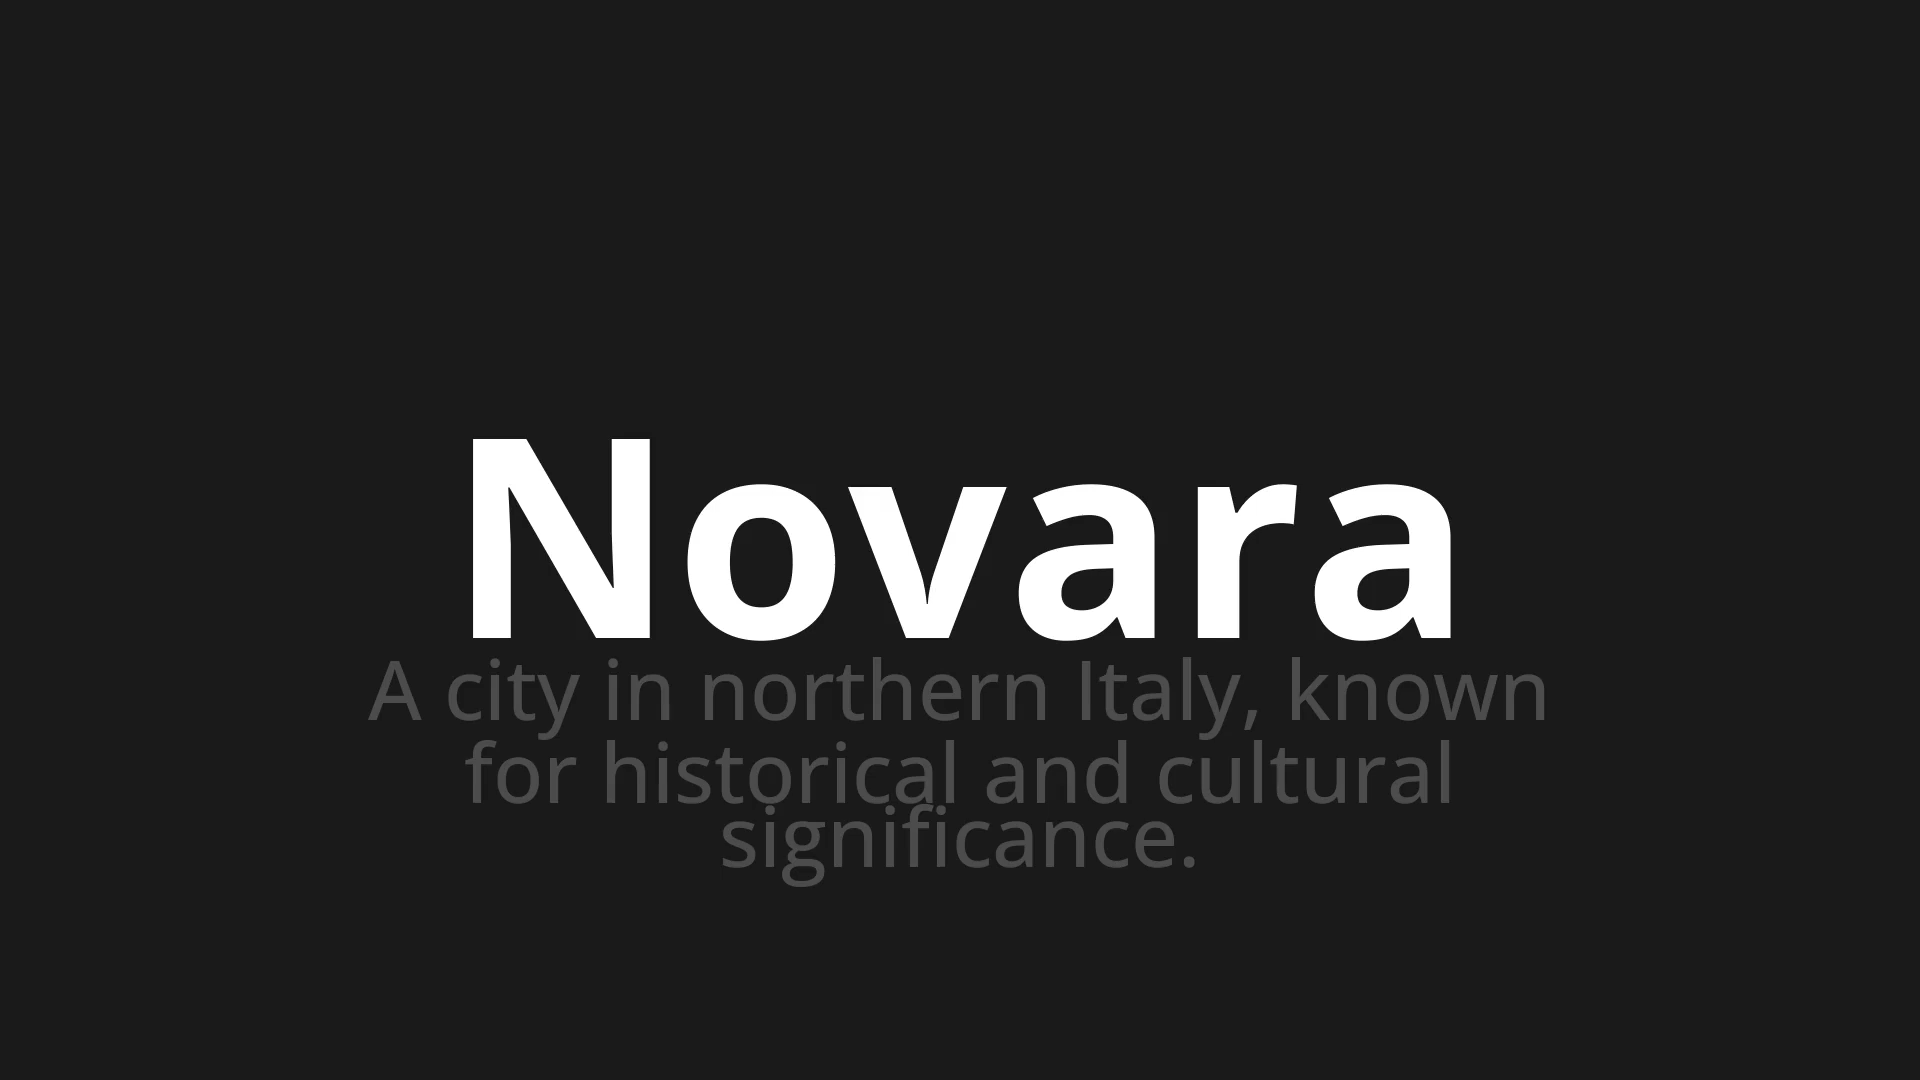 Novara
A city in northern Italy, known
for historical and cultural
significance.